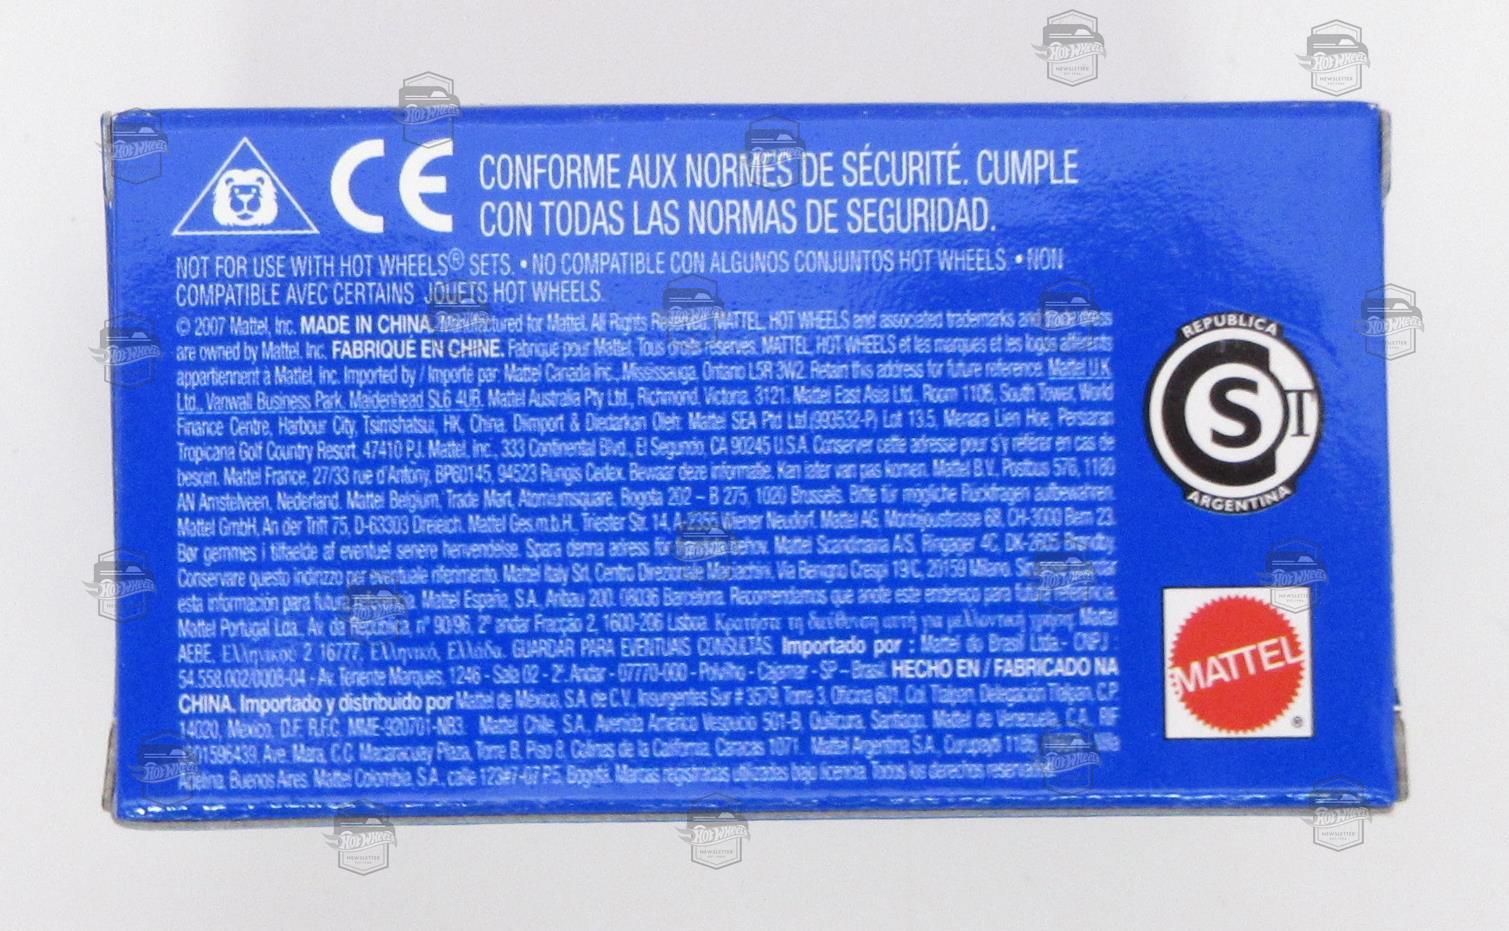 CE
CONFORME AUX NORMES DE SÉCURITÉ. CUMPLE
CON TODAS LAS NORMAS DE SEGURIDAD.
NOT FOR USE WITH HOT WHEELS® SETS. • NO COMPATIBLE CON ALGUNOS CONJUNTOS HOT WHEELS. • NON
COMPATIBLE AVEC CERTAINS JOUETS HOT WHEELS.
© 2007 Mattel, Inc. MADE IN CHINA. Manufactured for Mattel. All Rights Reserved. MATTEL, HOT WHEELS and associated trademarks and trade dress
are owned by Mattel, Inc. FABRIQUÉ EN CHINE. Fabriqué pour Mattel. Tous droits réservés. MATTEL, HOT WHEELS et les marques et les logos afférents
appartiennent à Mattel, Inc. Imported by / Importé par: Mattel Canada Inc., Mississauga, Ontario L5R 3W2. Retain this address for future reference. Mattel U.K.
Ltd., Vanwall Business Park, Maidenhead SL6 4UB. Mattel Australia Pty Ltd., Richmond, Victoria. 3121. Mattel East Asia Ltd., Room 1106, South Tower, World
Finance Centre, Harbour City, Tsimshatsui, HK, China. Diimport & Diedarkan Oleh: Mattel SEA Ptd Ltd.(993532-P) Lot 13.5, Menara Lien Hoe, Persiaran
Tropicana Golf Country Resort, 47410 PJ. Mattel, Inc., 333 Continental Blvd., El Segundo, CA 90245 U.S.A. Conserver cette adresse pour s'y référer en cas de
besoin. Mattel France, 27/33 rue d'Antony, BP60145, 94523 Rungis Cedex. Bewaar deze informatie. Kan later van pas komen. Mattel B.V., Postbus 576, 1180
AN Amstelveen, Nederland. Mattel Belgium, Trade Mart, Atomiumsquare, Bogota 202 – B 275, 1020 Brussels. Bitte für mögliche Rückfragen aufbewahren.
Mattel GmbH, An der Trift 75, D-63303 Dreieich. Mattel Ges.m.b.H., Triester Str. 14, Wiener Neudorf. Mattel AG, Monbijoustrasse 68, CH-3000 Bern 23.
Bør gemmes i tilfælde af eventuel senere henvendelse. Spara denna adress för behov. Mattel Scandinavia A/S, Ringager 4C, DK-2605 Brøndby.
Conservare questo indirizzo per eventuale riferimento. Mattel Italy Srl, Centro Direzionale Maciachini, Via Benigno Crespi 19/C, 20159 Milano.
esta información para futura Mattel España, S.A. Aribau 200. 08036 Barcelona. Recomendamos que anote este endereço para futura referência.
Mattel Portugal Lda., Av. da República, nº 90/96, 2º andar Fracção 2, 1600-206 Lisboa. Κρατήστε τη διεύθυνση αυτή για μελλοντική χρήση. Mattel
AEBE, Ελληνικού 2 16777, Ελληνικό, Ελλάδα. GUARDAR PARA EVENTUAIS CONSULTAS. Importado por : Mattel do Brasil Ltda.- CNPJ :
54.558.002/0008-04 - Av. Tenente Marques, 1246 - Sala 02 - 2º Andar - 07770-000 - Polvilho - Cajamar - SP - Brasil. HECHO EN / FABRICADO NA
CHINA. Importado y distribuido por Mattel de México, S.A. de C.V., Insurgentes Sur # 3579, Torre 3, Oficina 601, Col. Tlalpan, Delegación Tlalpan, C.P.
14020, México, D.F. R.F.C. MME-920701-NB3. Mattel Chile, S.A., Avenida Américo Vespucio 501-B, Quilicura, Santiago. Mattel de Venezuela, C.A., RIF
Ave. Mara, C.C. Macaracuay Plaza, Torre B, Piso 8, Colinas de la California, Caracas 1071. Mattel Argentina S.A., Curupaytí 1186
Adelina, Buenos Aires. Mattel Colombia, S.A., calle 123#7-07 P.5, Bogotá. Marcas registradas utilizadas bajo licencia. Todos los derechos reservados.
REPUBLICA
S
T
ARGENTINA
MATTEL
®